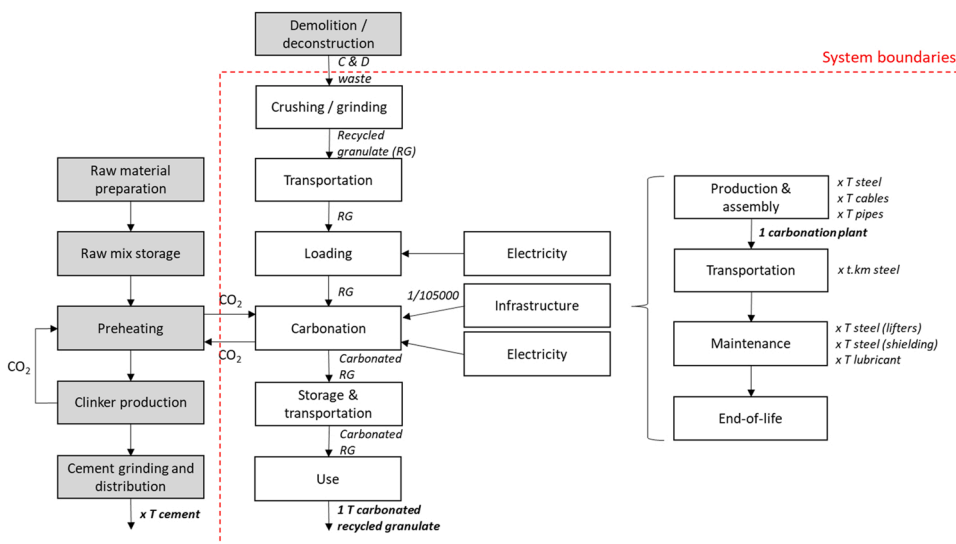 Demolition /
deconstruction
System boundaries
C & D
waste
Crushing / grinding
Recycled
granulate (RG)
Raw material
preparation
Transportation
Production &
assembly
x T steel
x T cables
x T pipes
RG
1 carbonation plant
Raw mix storage
Loading
Electricity
Transportation
x t.km steel
RG
1/105000
Infrastructure
CO2
Preheating
Carbonation
Maintenance
x T steel (lifters)
x T steel (shielding)
x T lubricant
CO2
Electricity
CO2
Carbonated
RG
Clinker production
Storage &
transportation
End-of-life
Carbonated
RG
Cement grinding and
distribution
Use
x T cement
1 T carbonated
recycled granulate